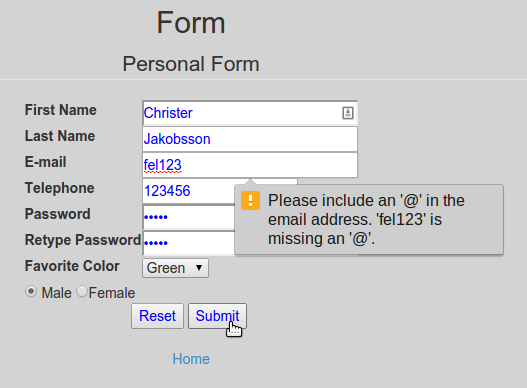 Form
Personal Form
First Name Christer
Last Name Jakobsson
E-mail fel123
Telephone 123456
Please include an '@' in the
email address. 'fel123' is
missing an '@'.
Password •••••
Retype Password •••••
Favorite Color Green
Male Female
Reset Submit
Home